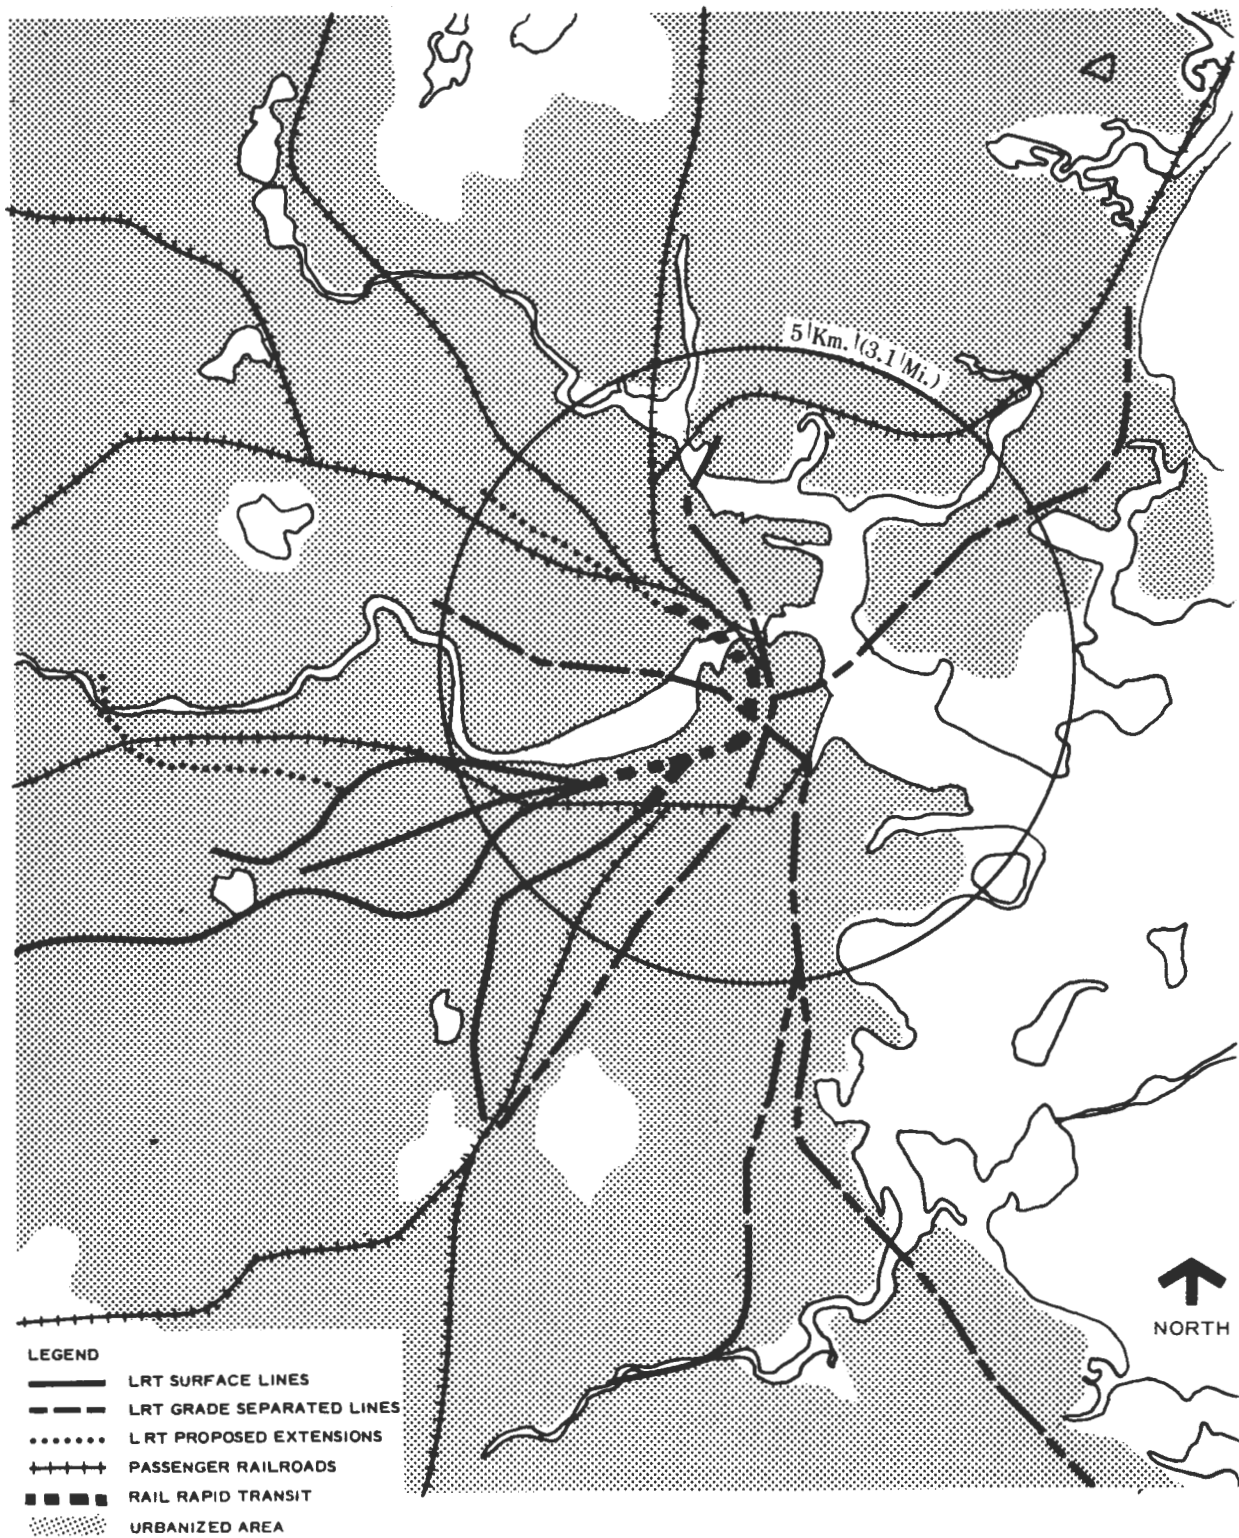 5 Km. (3.1 Mi.)
NORTH
LEGEND
LRT SURFACE LINES
LRT GRADE SEPARATED LINES
LRT PROPOSED EXTENSIONS
PASSENGER RAILROADS
RAIL RAPID TRANSIT
URBANIZED AREA